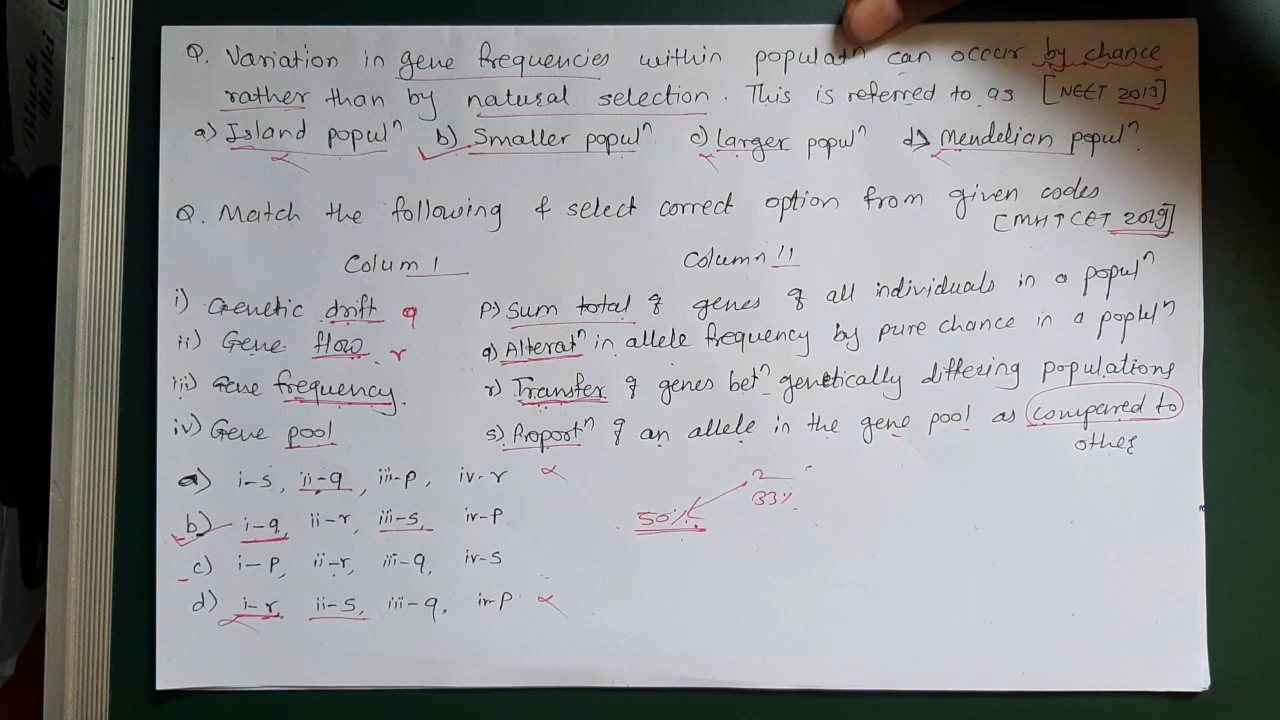 Q. Variation in gene frequencies within populatⁿ can occur by chance
rather than by natural selection. This is referred to as [NEET 2013]
a) Island populⁿ b) Smaller populⁿ c) larger populⁿ d) Mendelian populⁿ.
Q. Match the following & select correct option from given codes
[MHT CET 2019]
Colum I Column II
i) Genetic drift q p) Sum total of genes of all individuals in a populⁿ
ii) Gene flow r q) Alteratⁿ in allele frequency by pure chance in a poplⁿ
iii) Gene frequency. r) Transfer of genes betⁿ genetically differing populations
iv) Gene pool s) Proportⁿ of an allele in the gene pool as compared to
other
a) i-s, ii-q, iii-p, iv-r
b) i-q, ii-r, iii-s, iv-p
c) i-p, ii-r, iii-q, iv-s
d) i-r, ii-s, iii-q, iv-p
2
33%
50%
Black